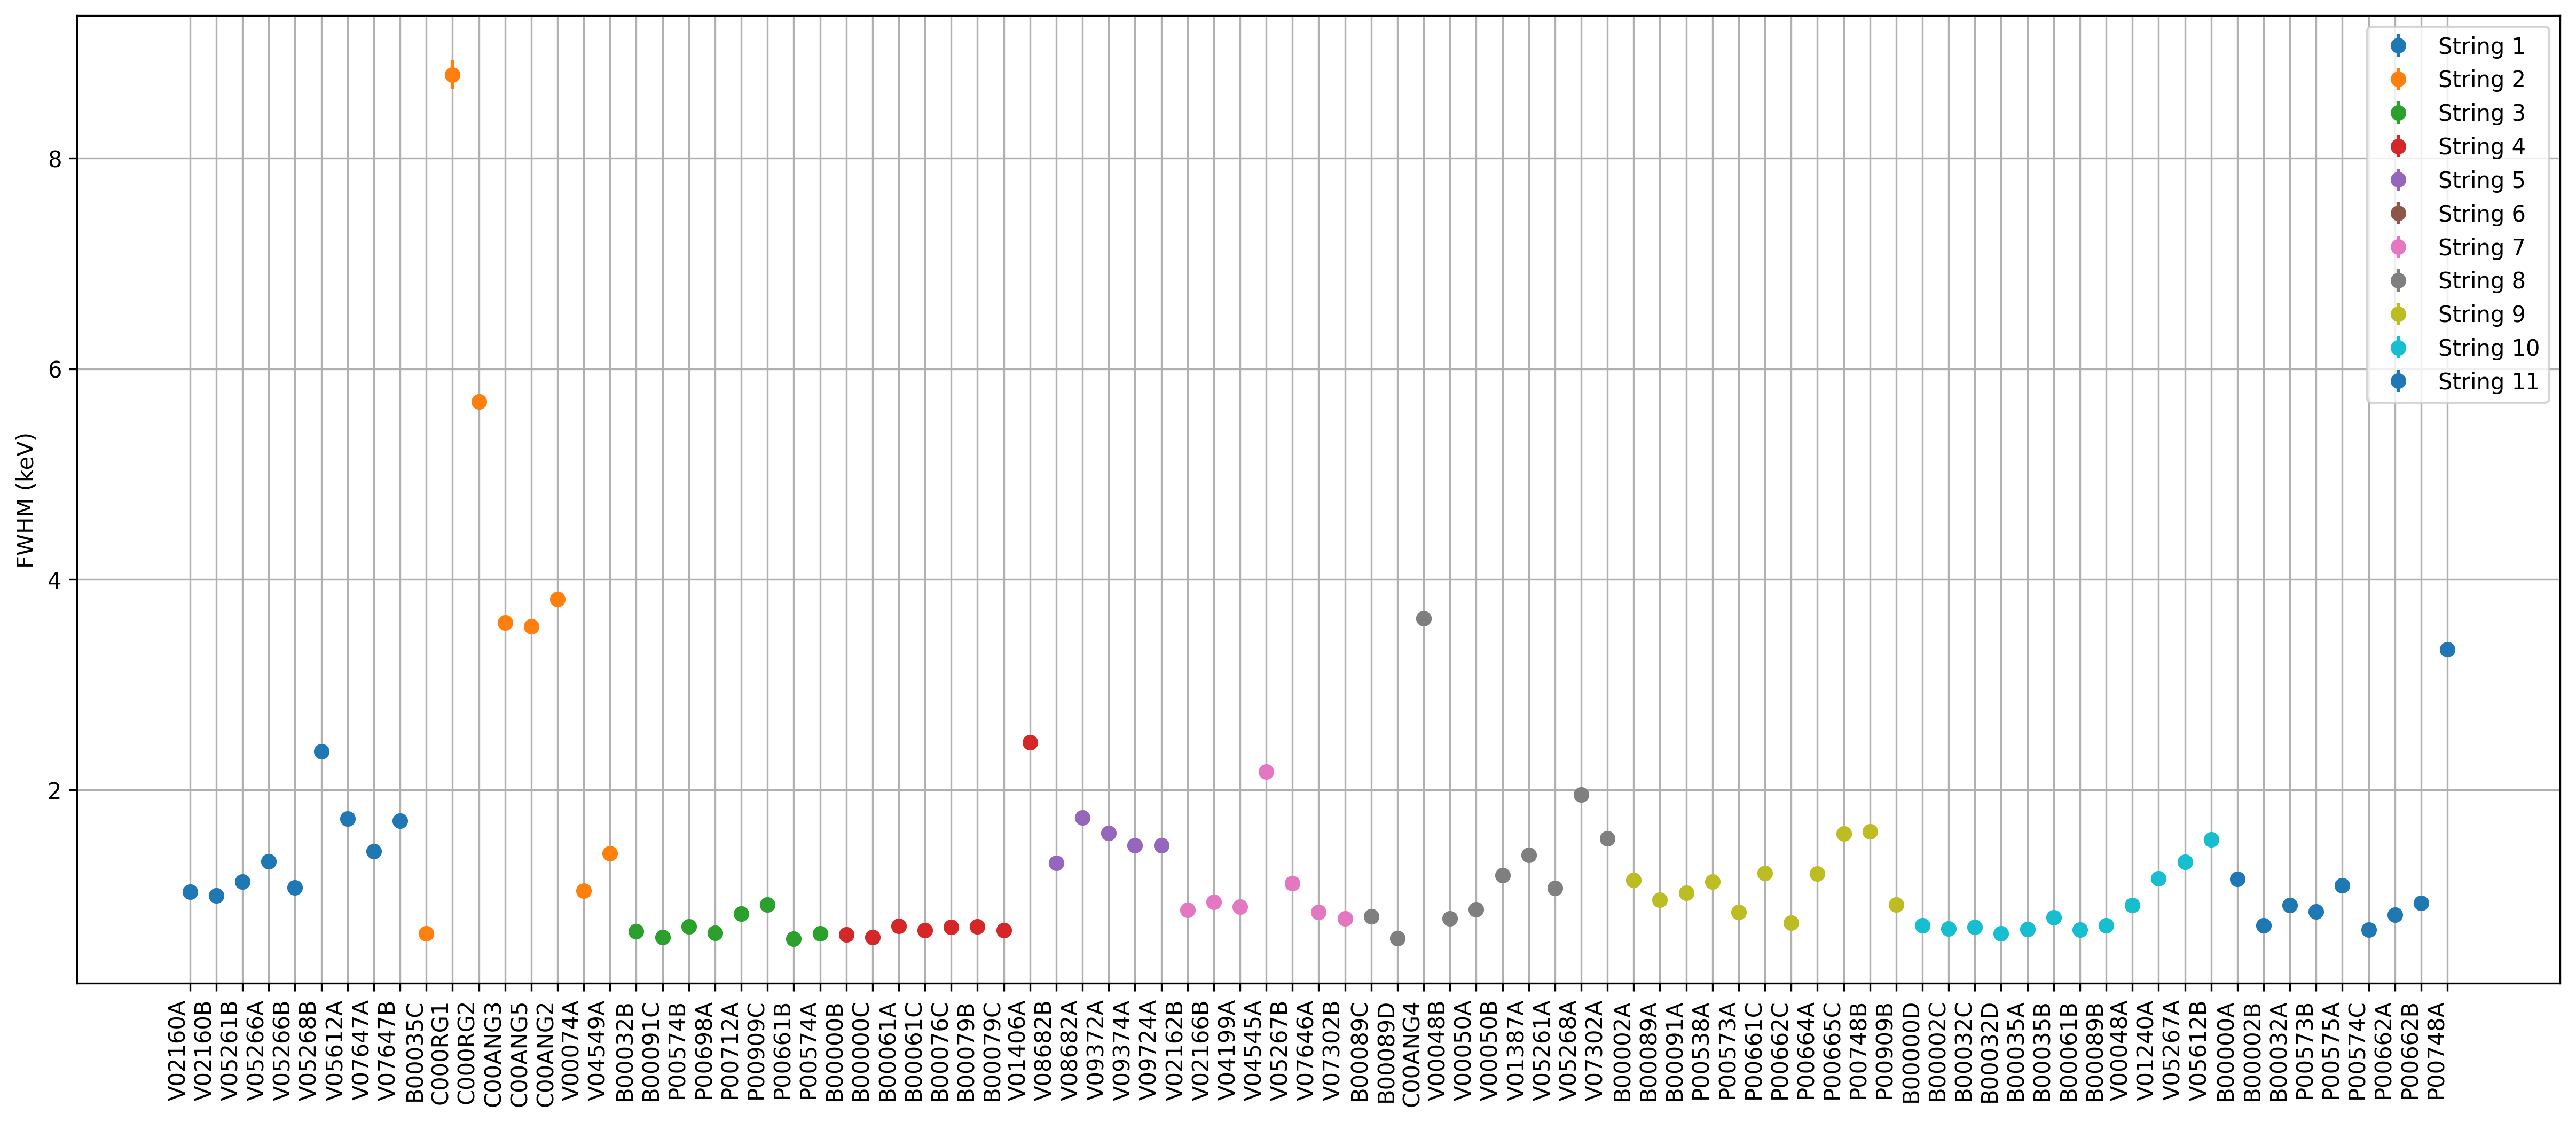 FWHM (keV)
8
6
4
2
String 1
String 2
String 3
String 4
String 5
String 6
String 7
String 8
String 9
String 10
String 11
V02160A
V02160B
V05261B
V05266A
V05266B
V05268B
V05612A
V07647A
V07647B
B00035C
C000RG1
C000RG2
C00ANG3
C00ANG5
C00ANG2
V00074A
V04549A
B00032B
B00091C
P00574B
P00698A
P00712A
P00909C
P00661B
P00574A
B00000B
B00000C
B00061A
B00061C
B00076C
B00079B
B00079C
V01406A
V08682B
V08682A
V09372A
V09374A
V09724A
V02162B
V02166B
V04199A
V04545A
V05267B
V07646A
V07302B
B00089C
B00089D
C00ANG4
V00048B
V00050A
V00050B
V01387A
V05261A
V05268A
V07302A
B00002A
B00089A
B00091A
P00538A
P00573A
P00661C
P00662C
P00664A
P00665C
P00748B
P00909B
B00000D
B00002C
B00032C
B00032D
B00035A
B00035B
B00061B
B00089B
V00048A
V01240A
V05267A
V05612B
B00000A
B00002B
B00032A
P00573B
P00575A
P00574C
P00662A
P00662B
P00748A